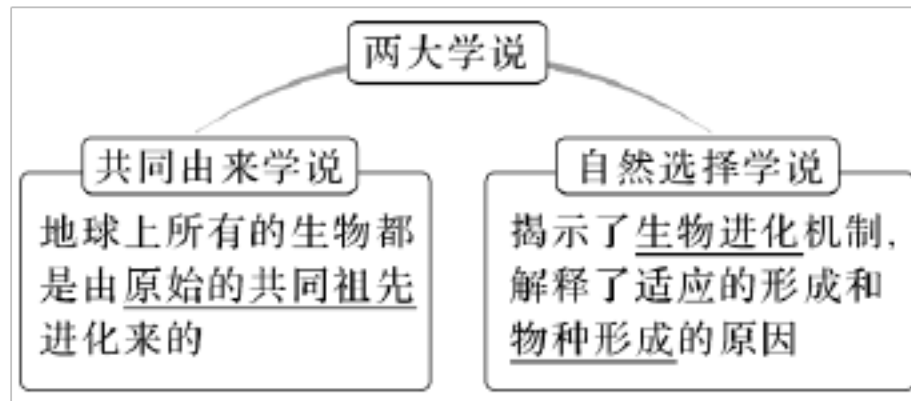 两大学说
共同由来学说
地球上所有的生物都
是由原始的共同祖先
进化来的
自然选择学说
揭示了生物进化机制,
解释了适应的形成和
物种形成的原因